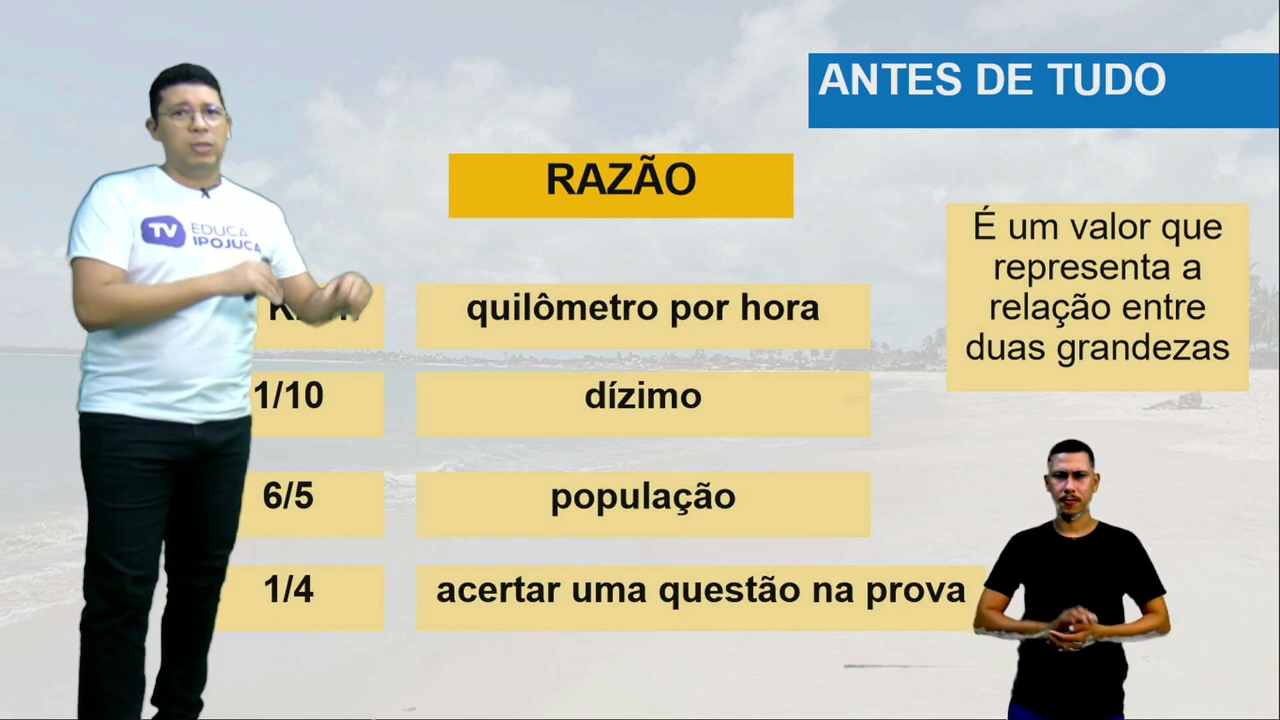 ANTES DE TUDO
RAZÃO
É um valor que
representa a
relação entre
duas grandezas
TV EDUCA
IPOJUCA
quilômetro por hora
1/10 dízimo
6/5 população
1/4 acertar uma questão na prova